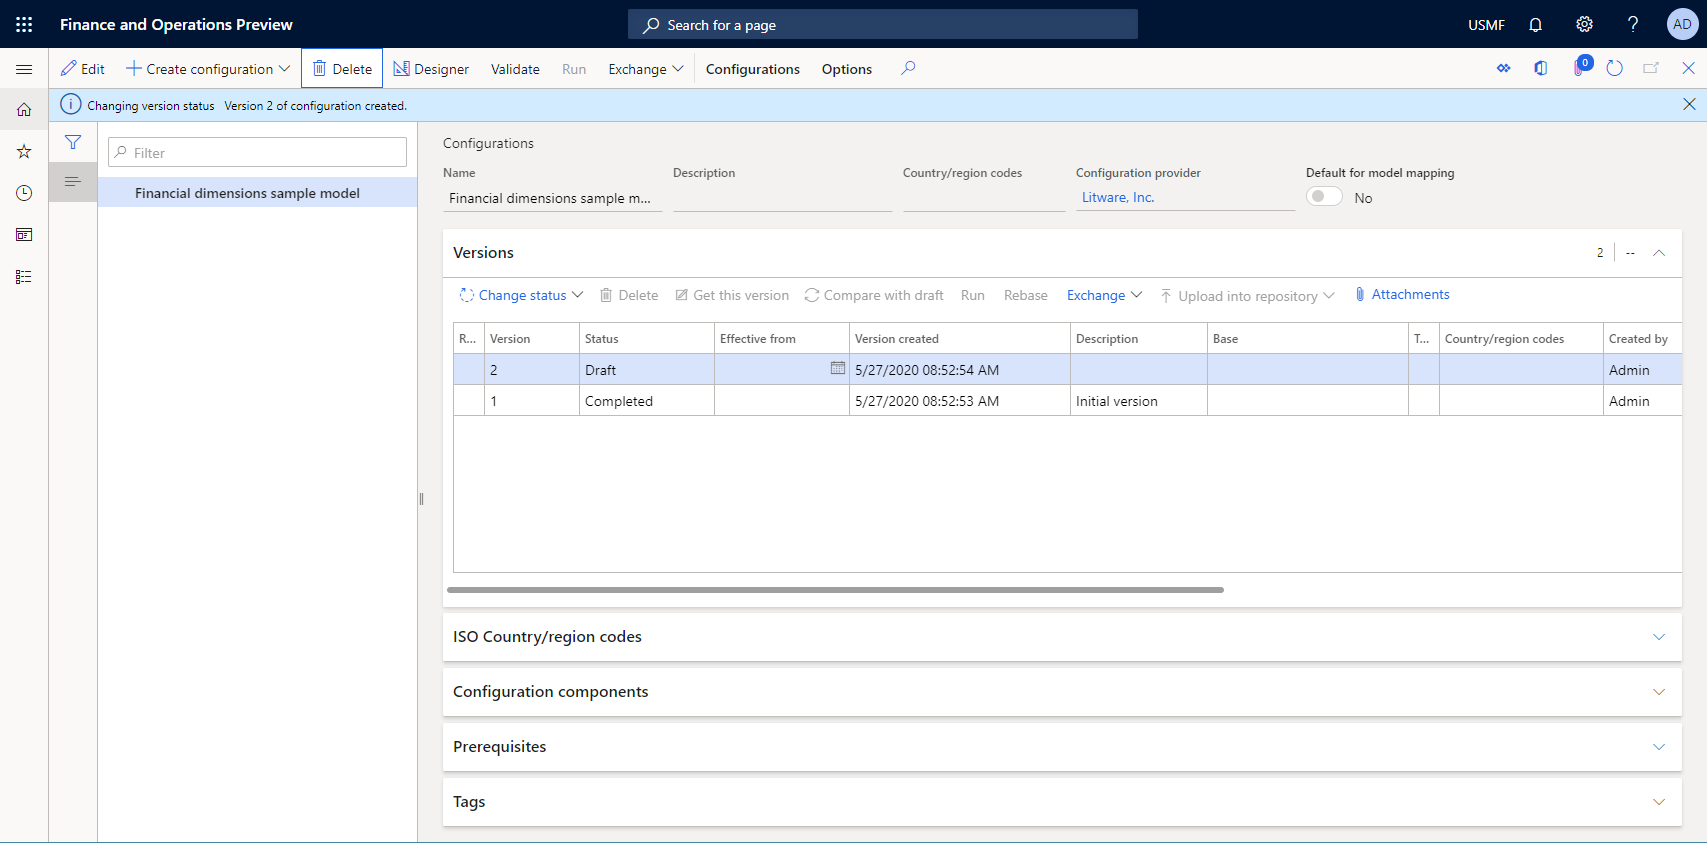 Finance and Operations Preview
Search for a page
USMF
?
AD
Edit
Create configuration
Delete
Designer
Validate
Run
Exchange
Configurations
Options
0
Changing version status Version 2 of configuration created.
Filter
Financial dimensions sample model
Configurations
Name
Description
Country/region codes
Configuration provider
Default for model mapping
Financial dimensions sample m...
Litware, Inc.
No
Versions
2
--
Change status
Delete
Get this version
Compare with draft
Run
Rebase
Exchange
Upload into repository
Attachments
R... Version Status Effective from Version created Description Base T... Country/region codes Created by
2 Draft 5/27/2020 08:52:54 AM Admin
1 Completed 5/27/2020 08:52:53 AM Initial version Admin
ISO Country/region codes
Configuration components
Prerequisites
Tags